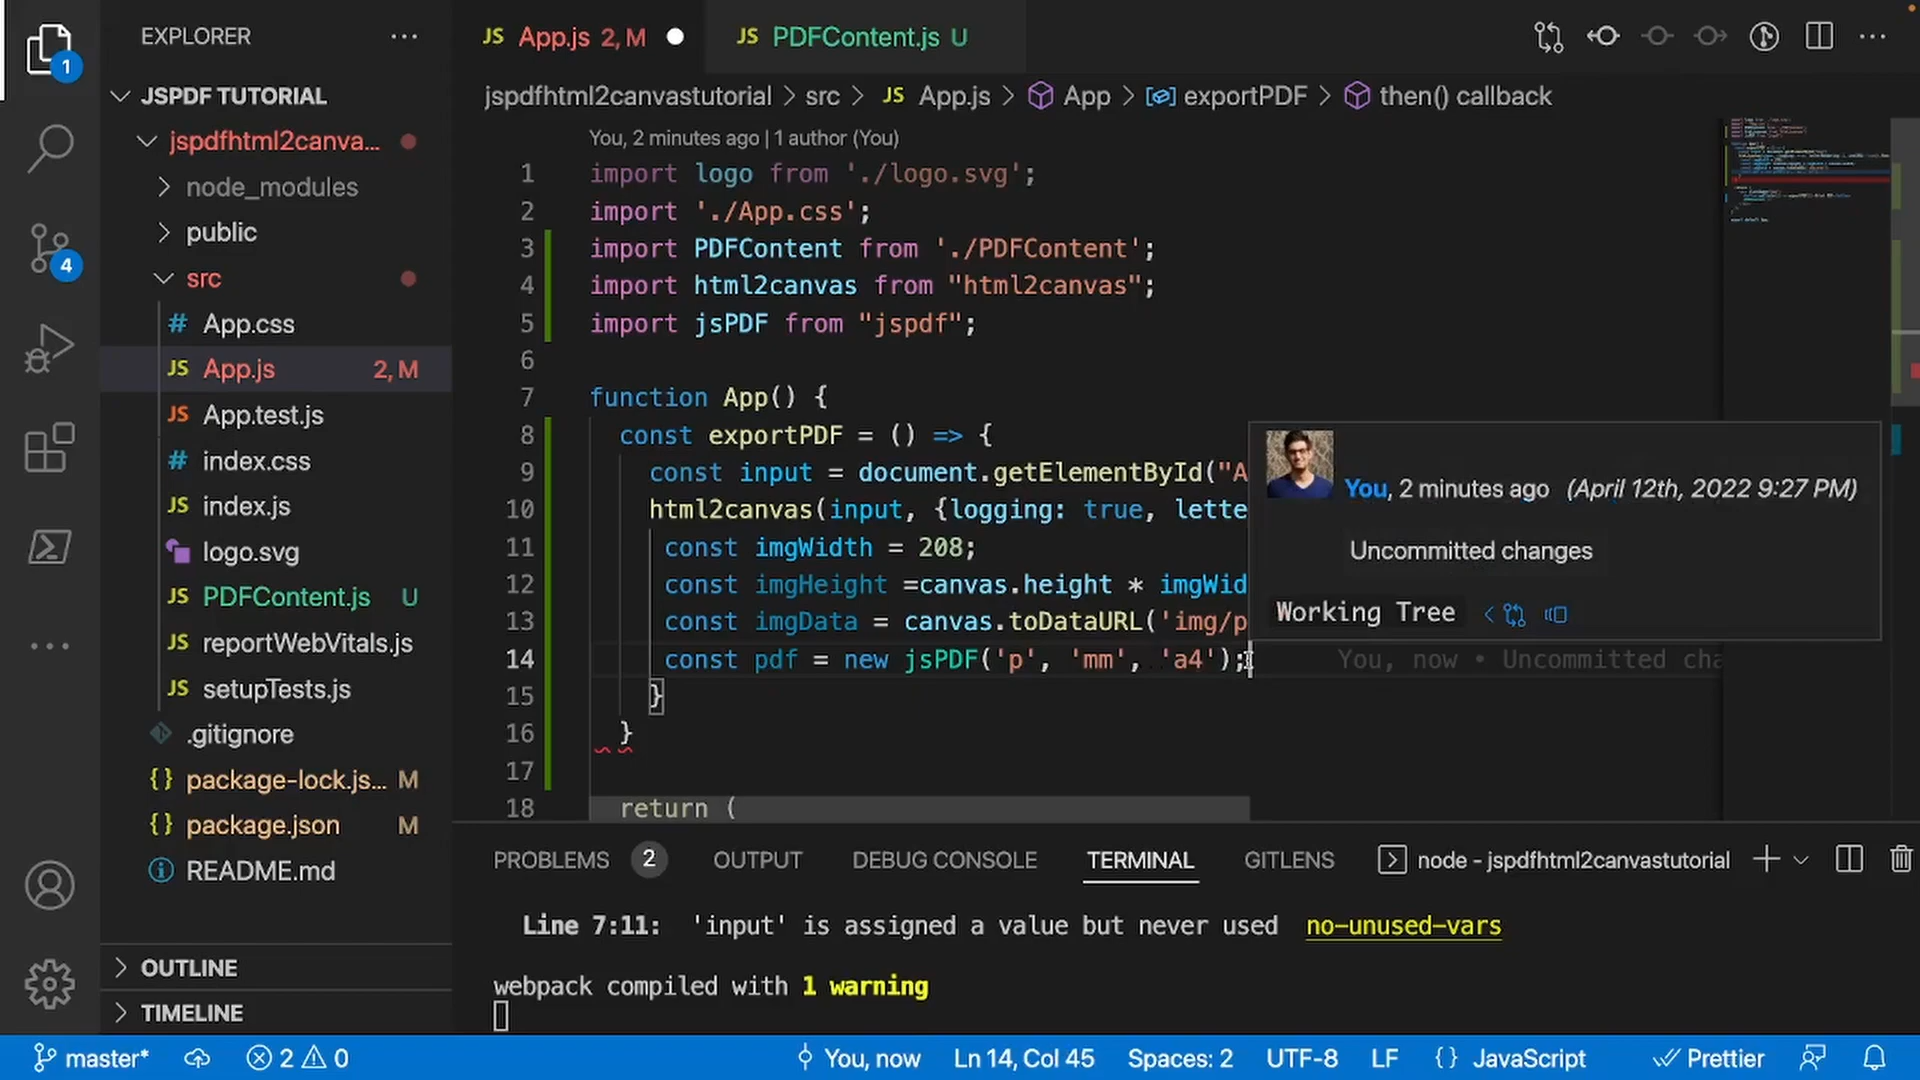 EXPLORER
JSPDF TUTORIAL
jspdfhtml2canva...
node_modules
public
src
App.css
App.js 2, M
App.test.js
index.css
index.js
logo.svg
PDFContent.js U
reportWebVitals.js
setupTests.js
.gitignore
package-lock.js... M
package.json M
README.md
OUTLINE
TIMELINE
1
4
JS App.js 2, M
JS PDFContent.js U
jspdfhtml2canvastutorial > src > JS App.js > App > exportPDF > then() callback
You, 2 minutes ago | 1 author (You)
1 import logo from './logo.svg';
2 import './App.css';
3 import PDFContent from './PDFContent';
4 import html2canvas from "html2canvas";
5 import jsPDF from "jspdf";
6
7 function App() {
8 const exportPDF = () => {
9 const input = document.getElementById("A
10 html2canvas(input, {logging: true, lette
11 const imgWidth = 208;
12 const imgHeight =canvas.height * imgWid
13 const imgData = canvas.toDataURL('img/p
14 const pdf = new jsPDF('p', 'mm', 'a4'); You, now • Uncommitted cha
15 }
16 }
17
18 return (
You, 2 minutes ago (April 12th, 2022 9:27 PM)
Uncommitted changes
Working Tree
PROBLEMS 2 OUTPUT DEBUG CONSOLE TERMINAL GITLENS node - jspdfhtml2canvastutorial
Line 7:11: 'input' is assigned a value but never used no-unused-vars
webpack compiled with 1 warning
master* 2 0 You, now Ln 14, Col 45 Spaces: 2 UTF-8 LF {} JavaScript Prettier